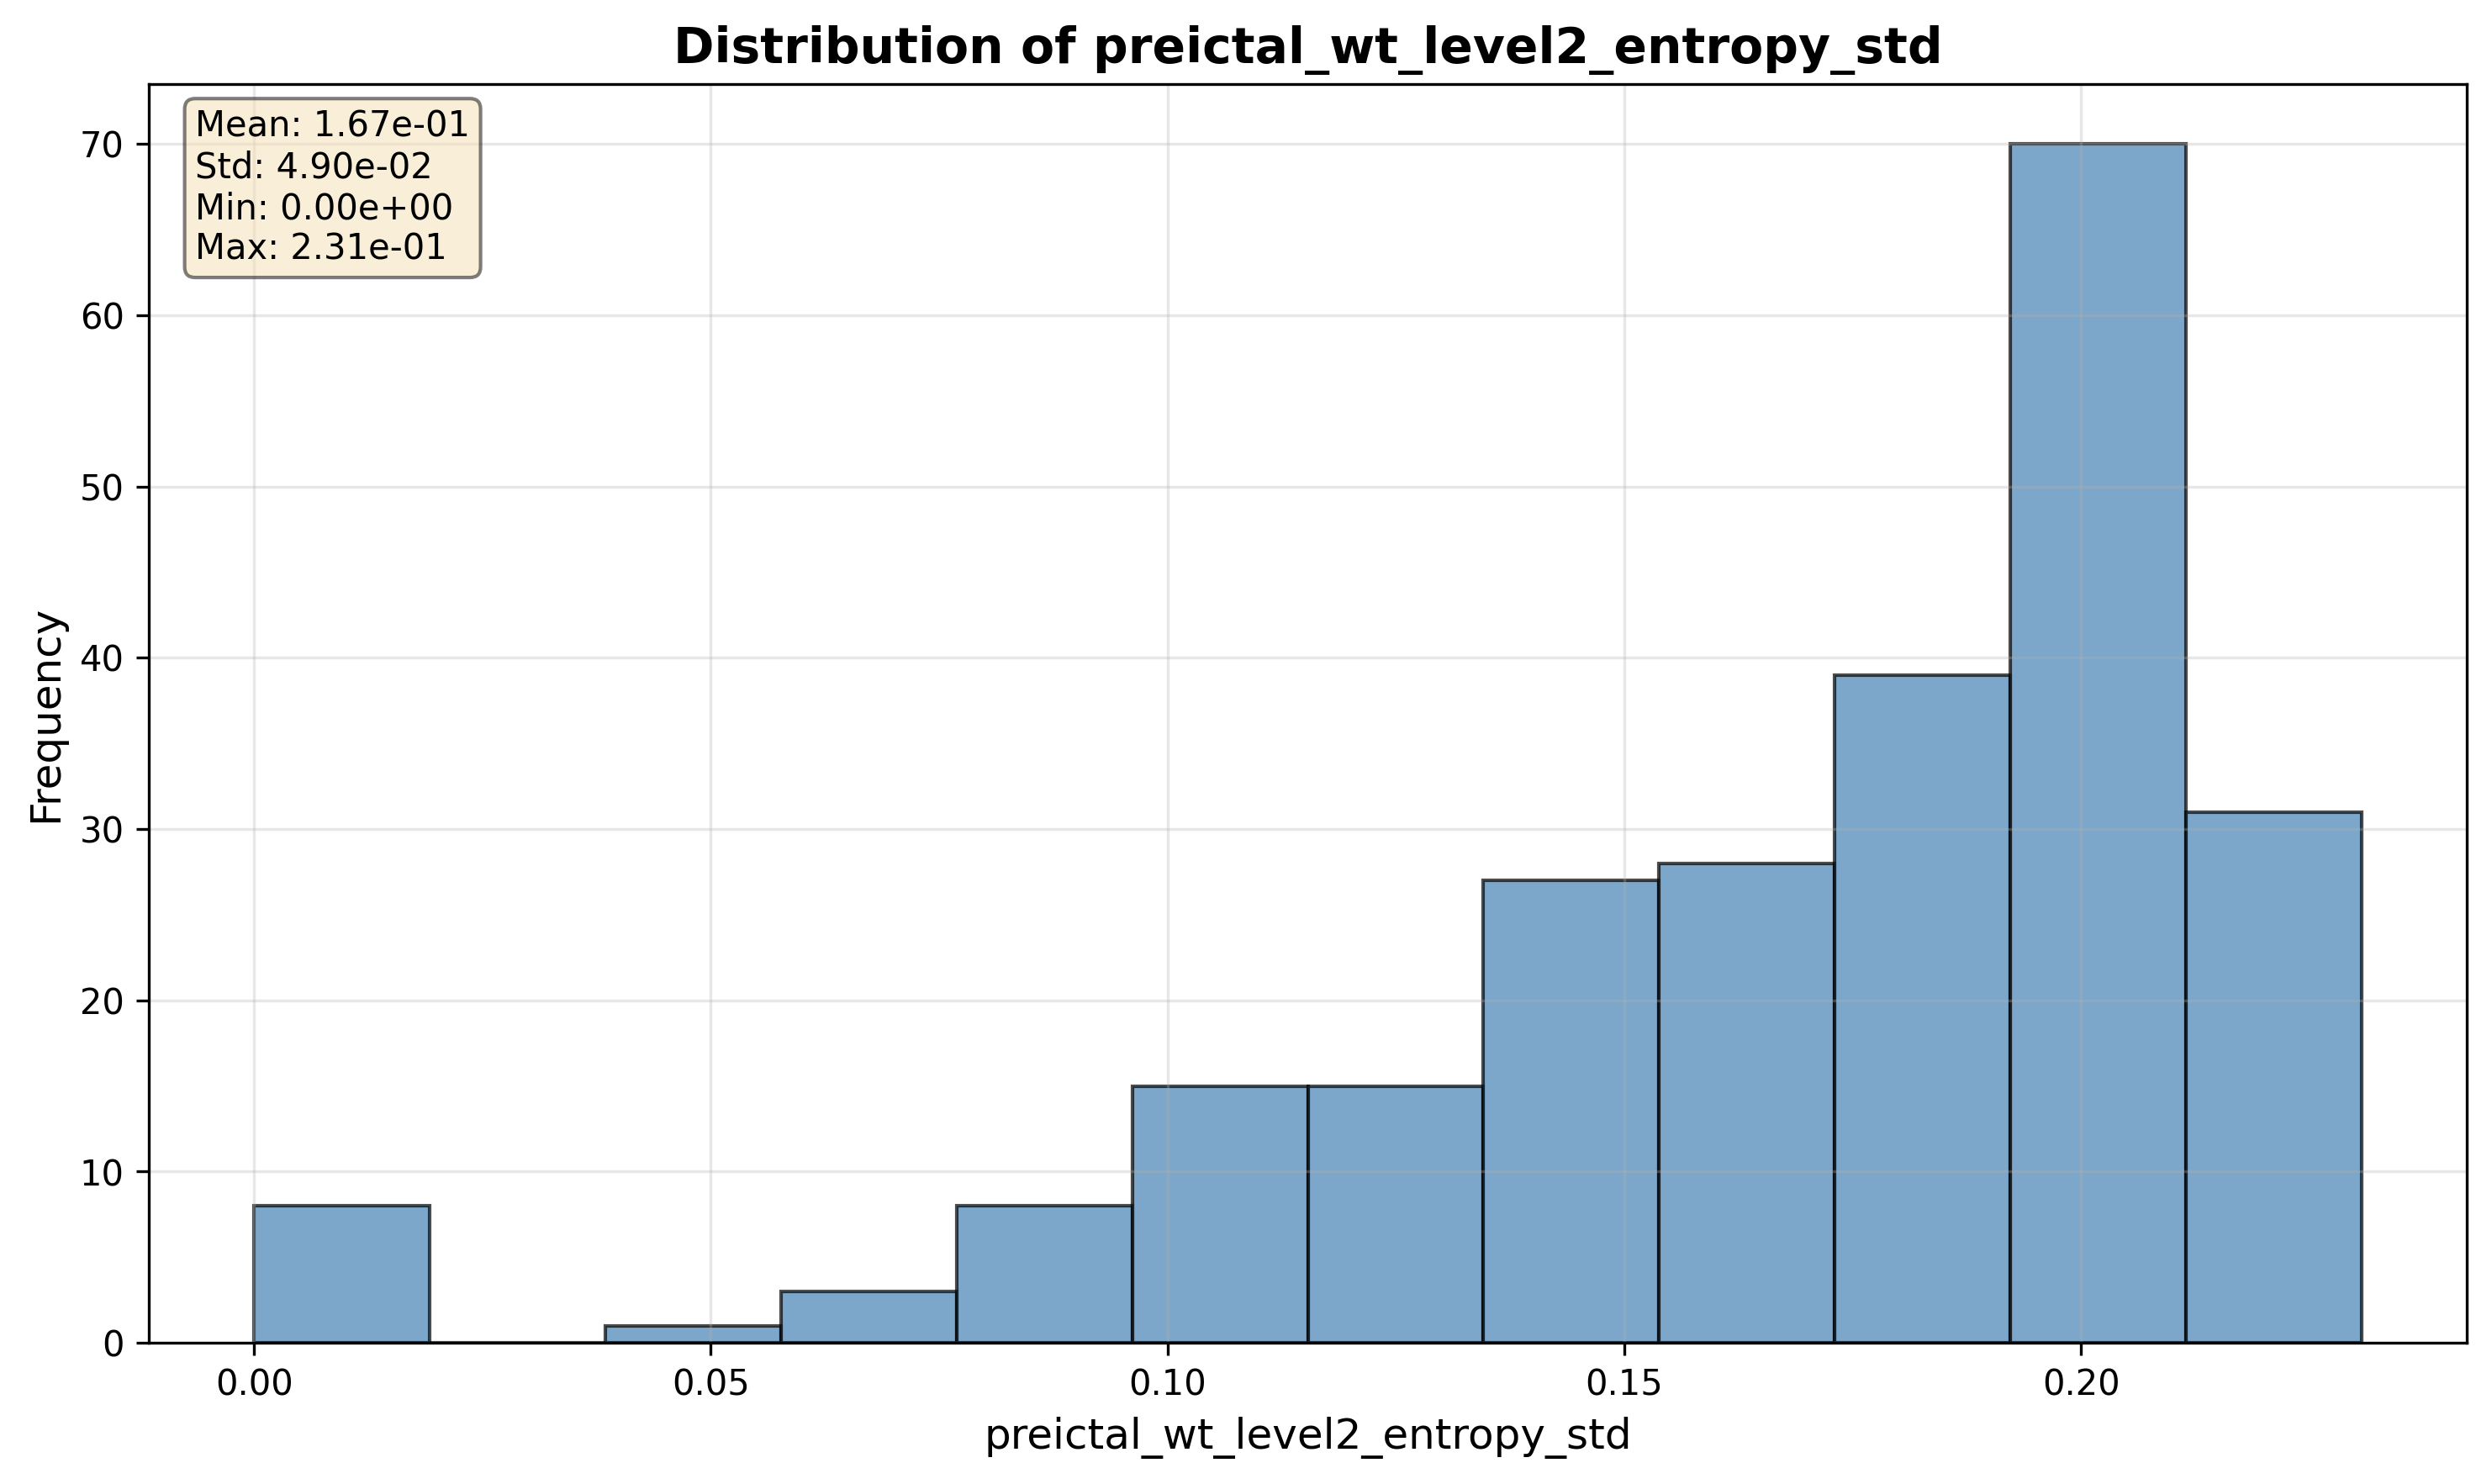 Distribution of preictal_wt_level2_entropy_std
Mean: 1.67e-01
Std: 4.90e-02
Min: 0.00e+00
Max: 2.31e-01
70
60
50
40
30
20
10
0
Frequency
0.00 0.05 0.10 0.15 0.20
preictal_wt_level2_entropy_std